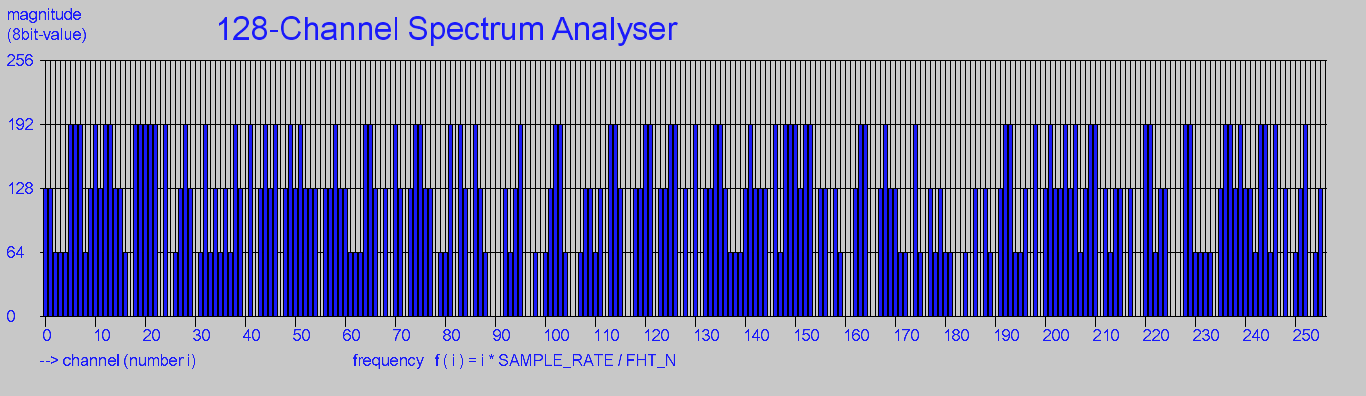 magnitude
(8bit-value)
128-Channel Spectrum Analyser
256
192
128
64
0
0 10 20 30 40 50 60 70 80 90 100 110 120 130 140 150 160 170 180 190 200 210 220 230 240 250
--> channel (number i) frequency f ( i ) = i * SAMPLE_RATE / FHT_N